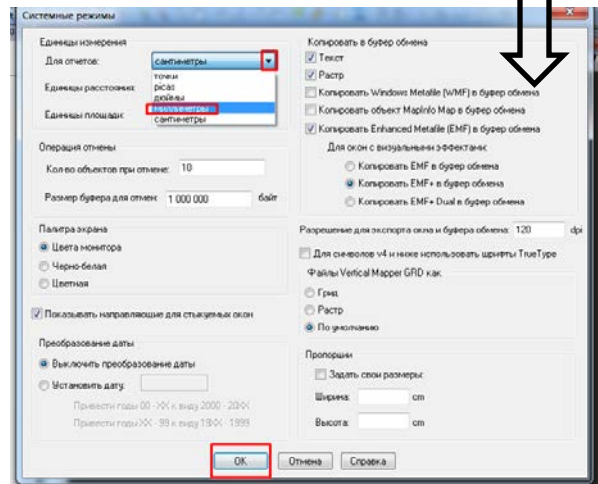 Системные режимы
Единицы измерения
Для отчетов:
сантиметры
точки
picas
дюймы
миллиметры
сантиметры
Единицы расстояния:
Единицы площади:
Операция отмены
Кол-во объектов при отмене: 10
Размер буфера для отмен: 1 000 000 байт
Палитра экрана
Цвета монитора
Черно-белая
Цветная
Показывать направляющие для стыкуемых окон
Преобразование даты
Выключить преобразование даты
Установить дату:
Привести годы 00 - XX к виду 2000 - 20XX
Привести годы XX - 99 к виду 19XX - 1999
Копировать в буфер обмена
Текст
Растр
Копировать Windows Metafile (WMF) в буфер обмена
Копировать объект MapInfo Map в буфер обмена
Копировать Enhanced Metafile (EMF) в буфер обмена
Для окон с визуальными эффектами:
Копировать EMF в буфер обмена
Копировать EMF+ в буфер обмена
Копировать EMF+ Dual в буфер обмена
Разрешение для экспорта окна и буфера обмена: 120 dpi
Для символов v4 и ниже использовать шрифты TrueType
Файлы Vertical Mapper GRD как:
Грид
Растр
По умолчанию
Пропорции
Задать свои размеры:
Ширина: cm
Высота: cm
OK
Отмена
Справка